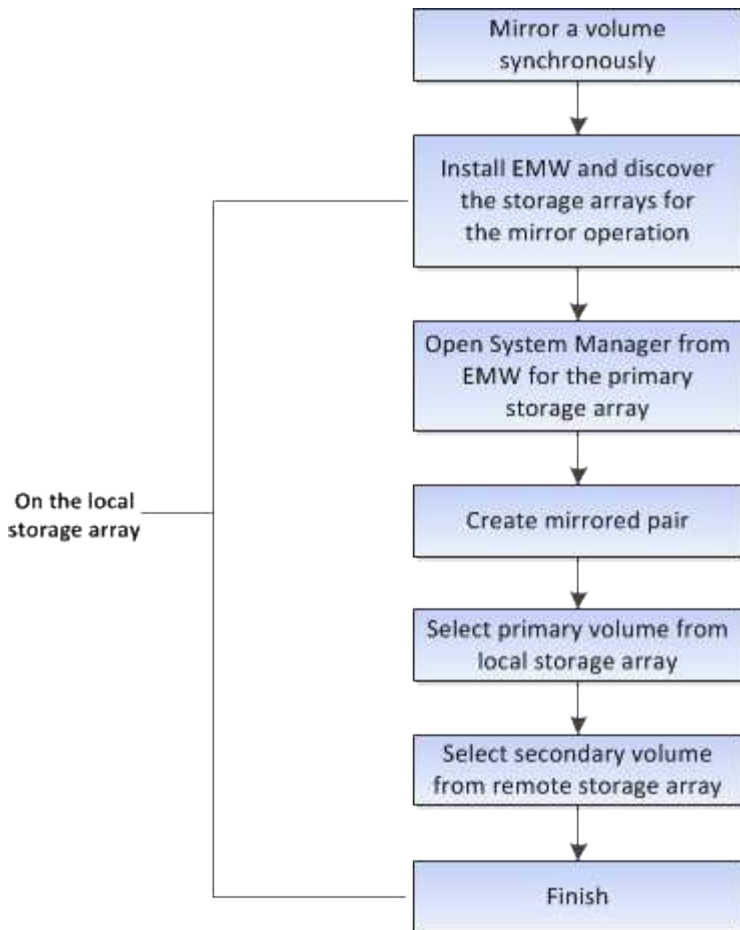 Mirror a volume
synchronously
Install EMW and discover
the storage arrays for
the mirror operation
Open System Manager from
EMW for the primary
storage array
On the local
storage array
Create mirrored pair
Select primary volume from
local storage array
Select secondary volume
from remote storage array
Finish